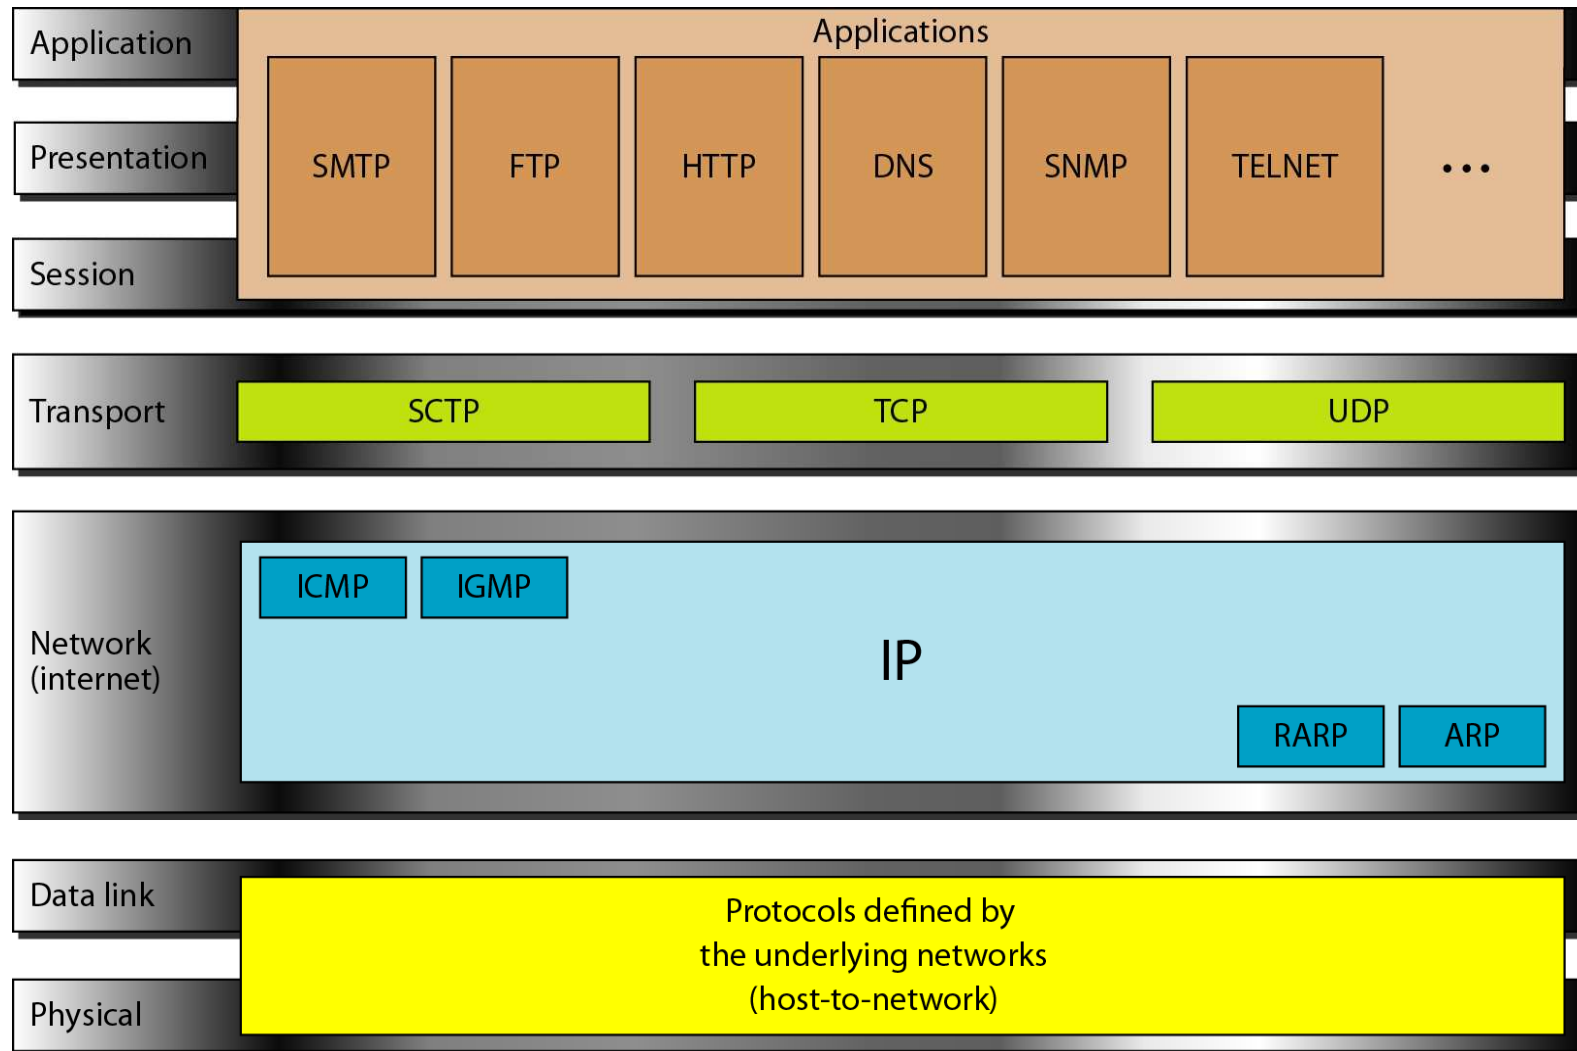 Application
Applications
Presentation
SMTP
FTP
HTTP
DNS
SNMP
TELNET
...
Session
Transport
SCTP
TCP
UDP
Network
(internet)
ICMP
IGMP
IP
RARP
ARP
Data link
Physical
Protocols defined by
the underlying networks
(host-to-network)